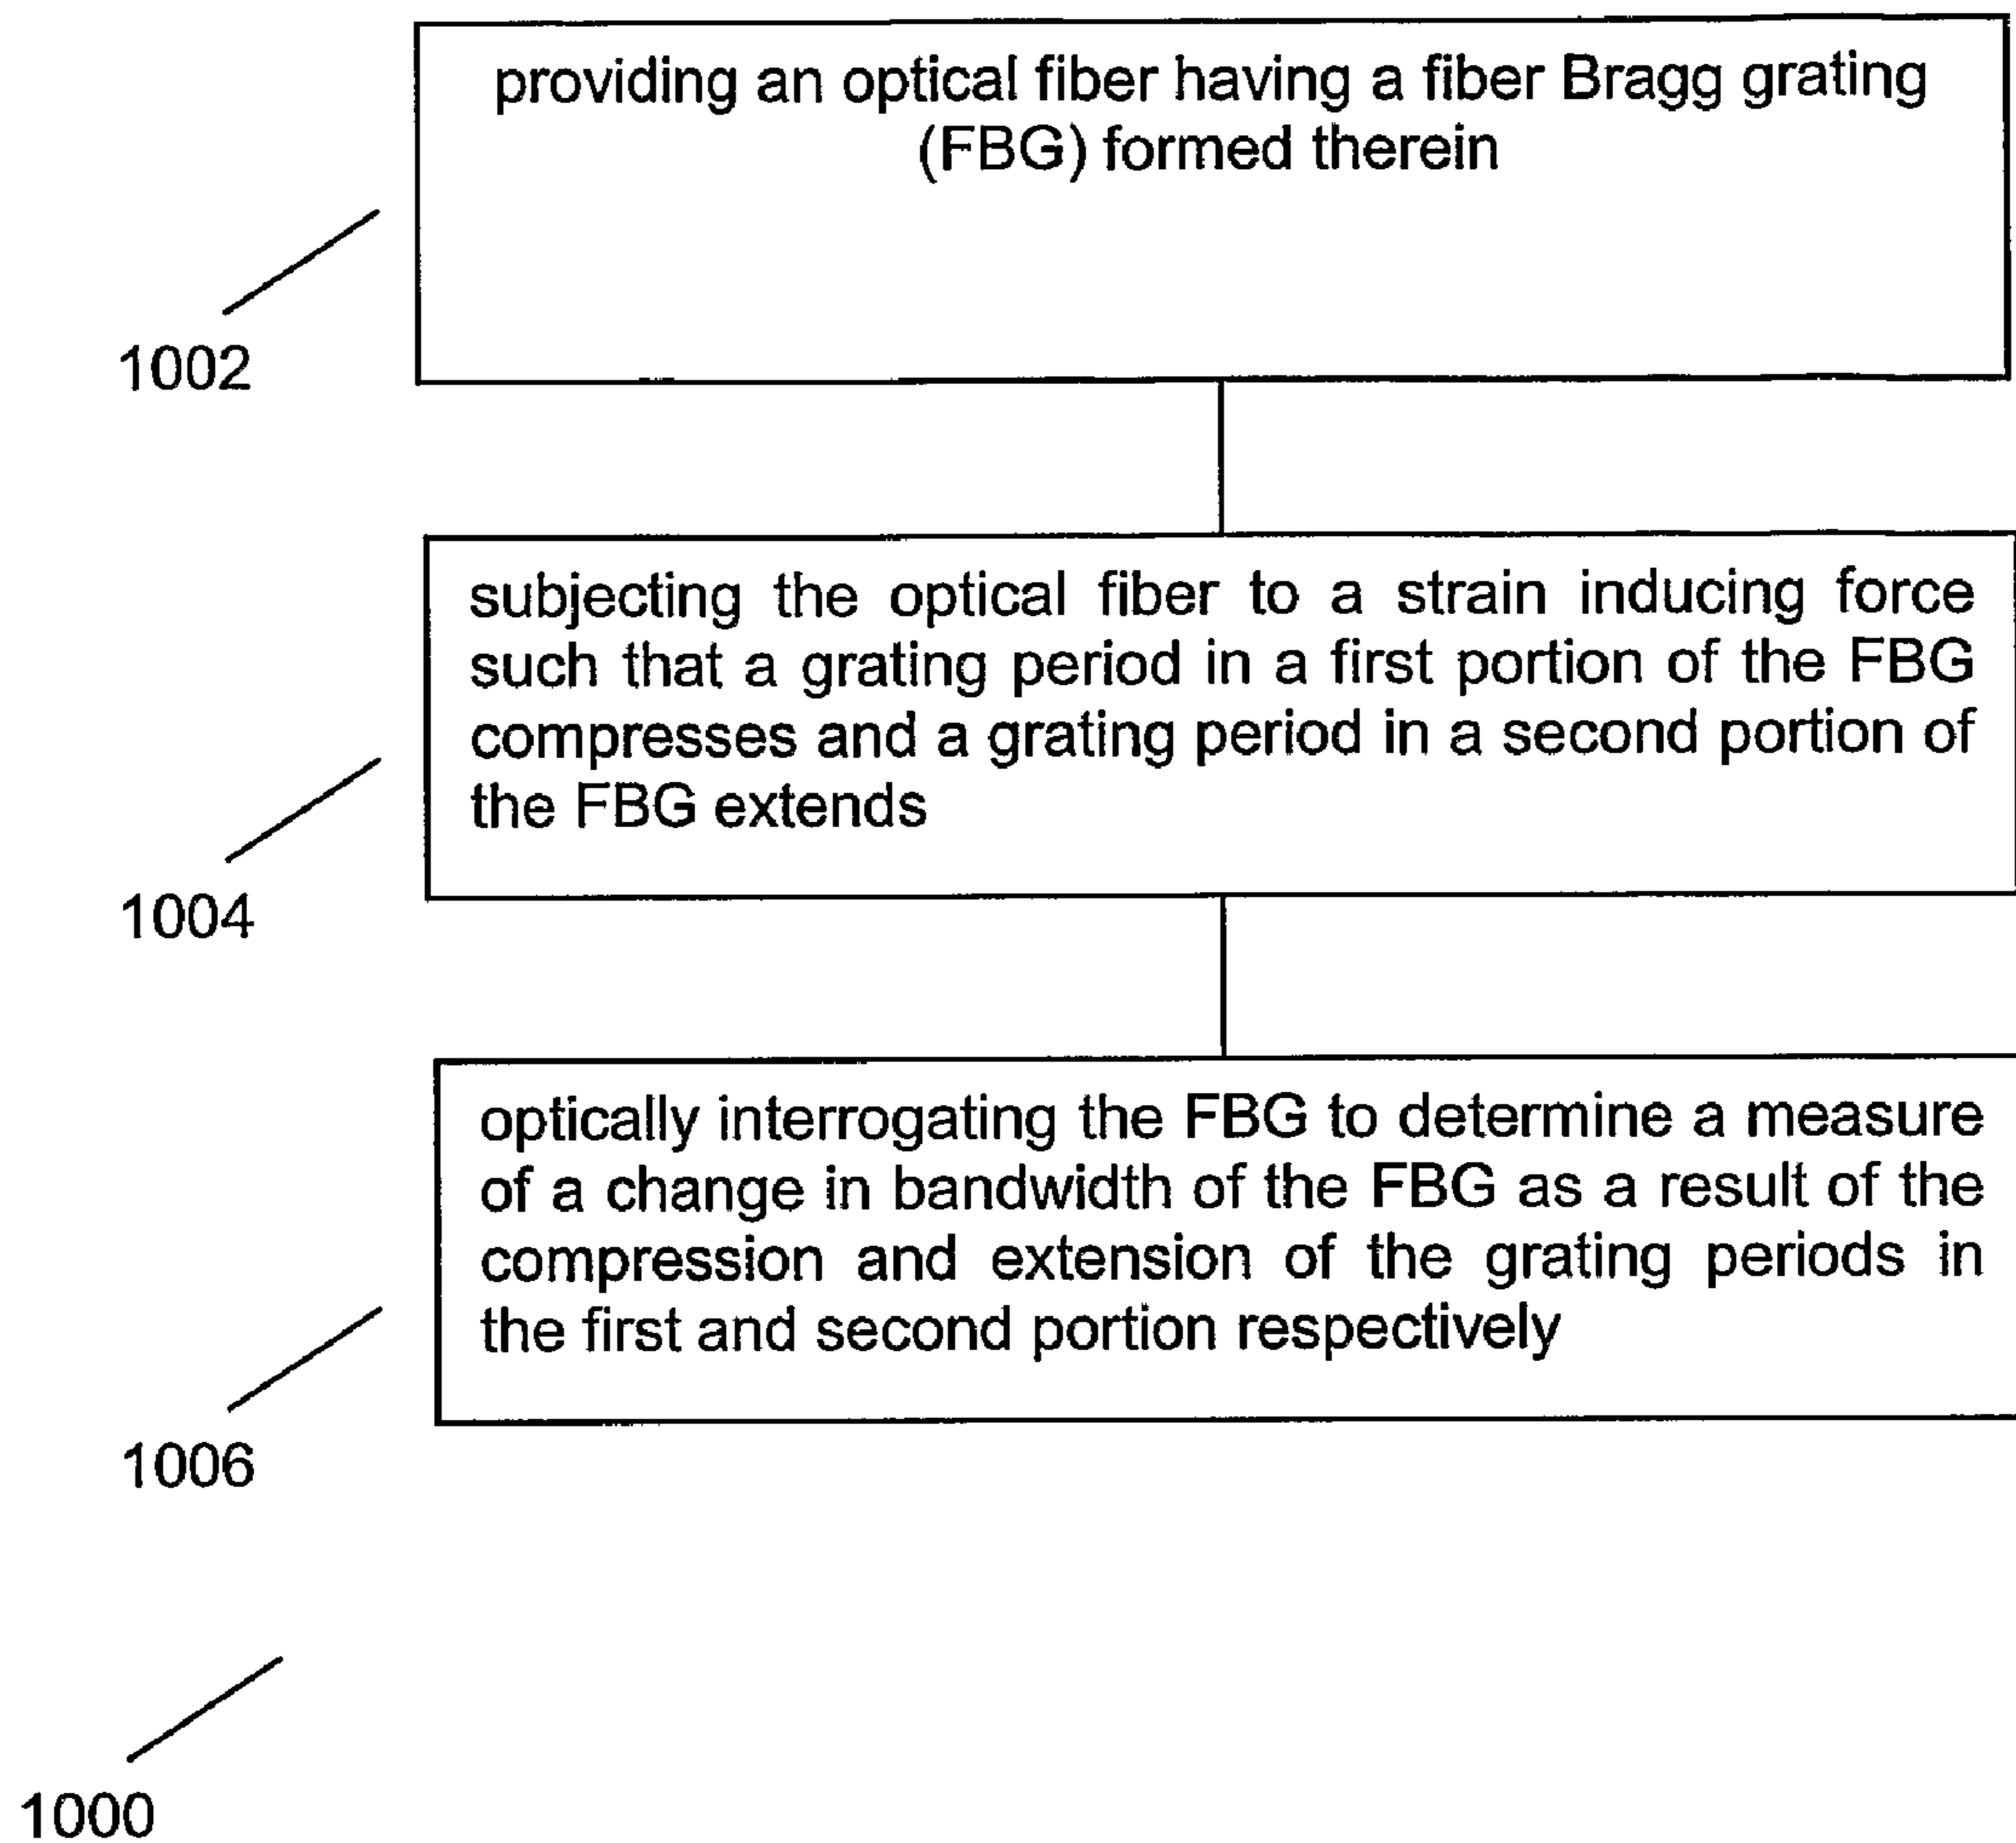 providing an optical fiber having a fiber Bragg grating
(FBG) formed therein
1002
subjecting the optical fiber to a strain inducing force
such that a grating period in a first portion of the FBG
compresses and a grating period in a second portion of
the FBG extends
1004
optically interrogating the FBG to determine a measure
of a change in bandwidth of the FBG as a result of the
compression and extension of the grating periods in
the first and second portion respectively
1006
1000